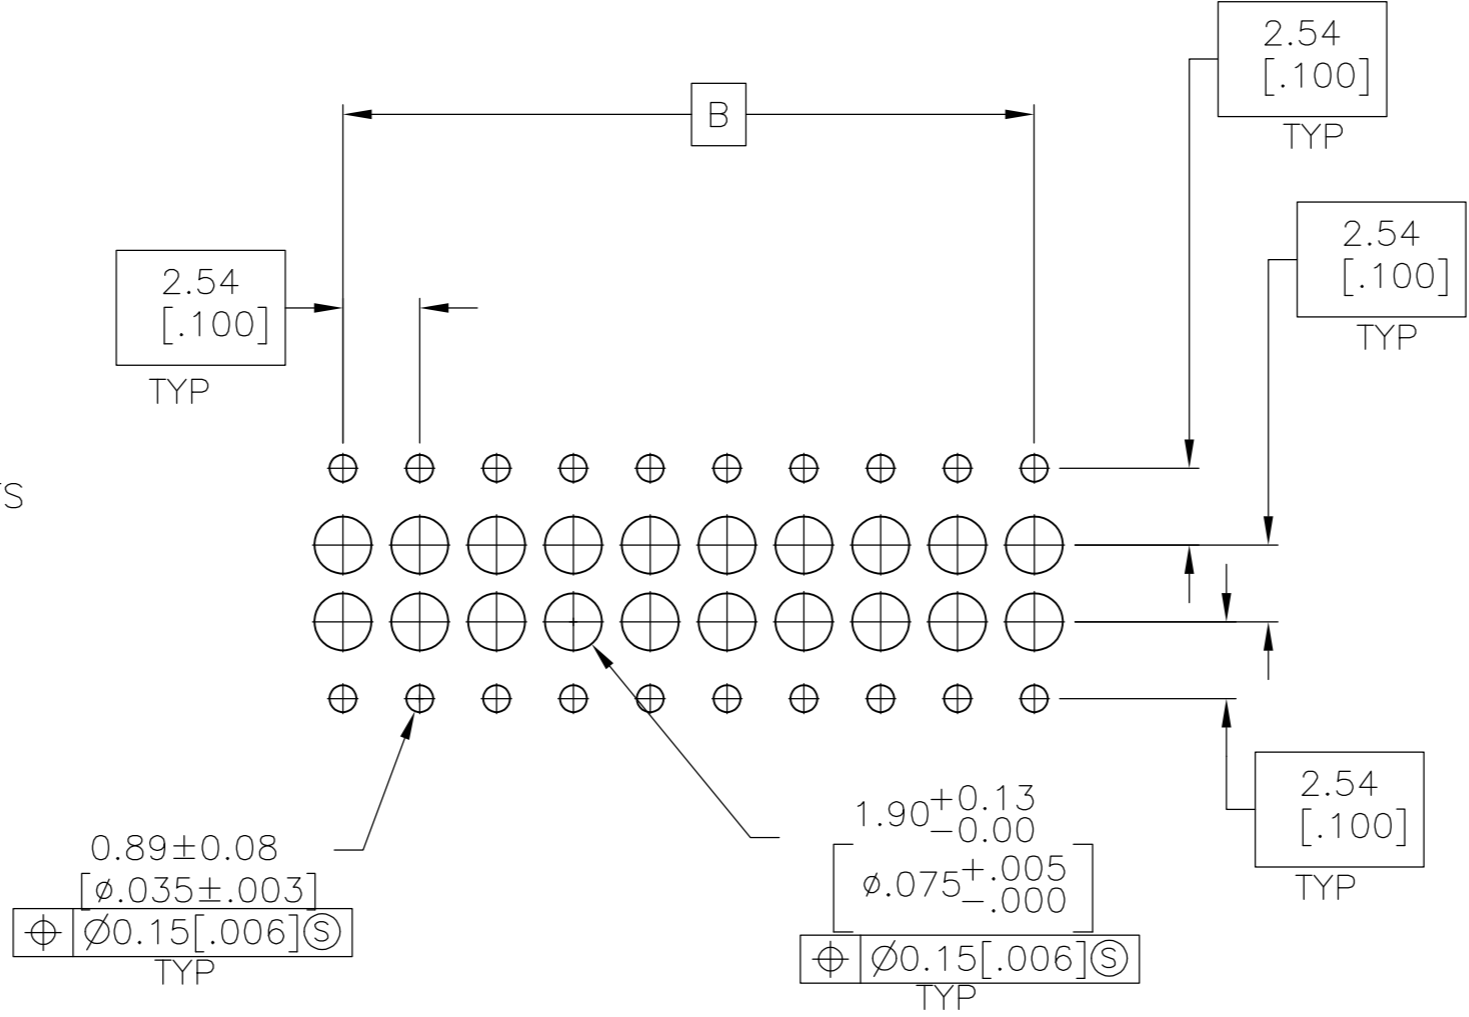 2.54
[.100]
TYP
B
2.54
[.100]
TYP
2.54
[.100]
TYP
TS
0.89±0.08
[ø.035±.003]
⌖ Ø0.15[.006]Ⓢ
TYP
1.90+0.13
-0.00
[ø.075+.005
-.000]
⌖ Ø0.15[.006]Ⓢ
TYP
2.54
[.100]
TYP